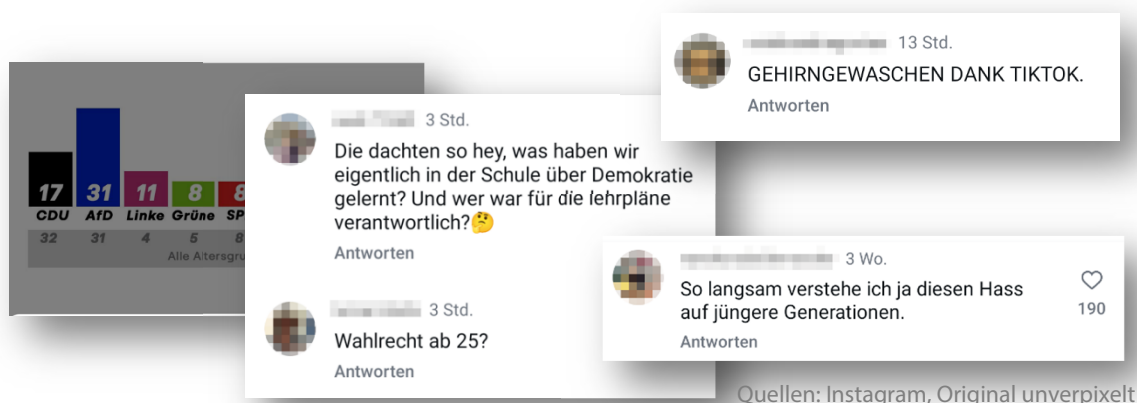 17 31 11 8 8
CDU AfD Linke Grüne SP
32 31 4 5 8
Alle Altersgru
3 Std.
Die dachten so hey, was haben wir
eigentlich in der Schule über Demokratie
gelernt? Und wer war für die lehrpläne
verantwortlich?🤔
Antworten
3 Std.
Wahlrecht ab 25?
Antworten
13 Std.
GEHIRNGEWASCHEN DANK TIKTOK.
Antworten
3 Wo.
So langsam verstehe ich ja diesen Hass
auf jüngere Generationen.
190
Antworten
Quellen: Instagram, Original unverpixelt